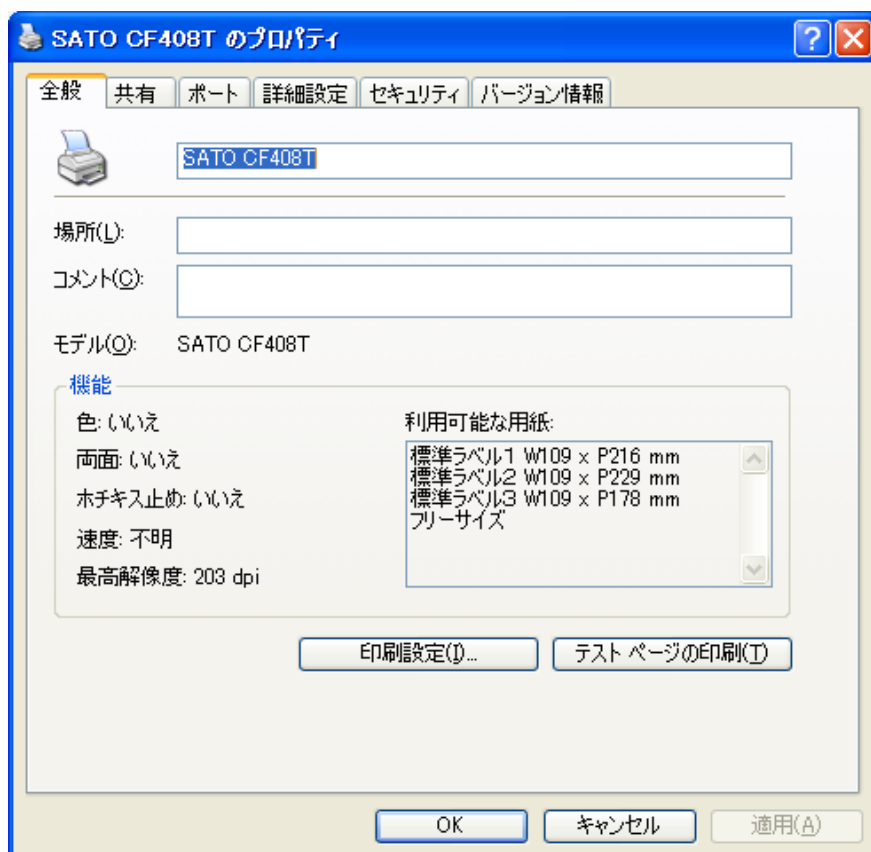 SATO CF408T のプロパティ
全般 共有 ポート 詳細設定 セキュリティ バージョン情報
SATO CF408T
場所(L):
コメント(C):
モデル(O): SATO CF408T
機能
色: いいえ
両面: いいえ
ホチキス止め: いいえ
速度: 不明
最高解像度: 203 dpi
利用可能な用紙:
標準ラベル1 W109 x P216 mm
標準ラベル2 W109 x P229 mm
標準ラベル3 W109 x P178 mm
フリーサイズ
印刷設定(I)... テスト ページの印刷(T)
OK キャンセル 適用(A)